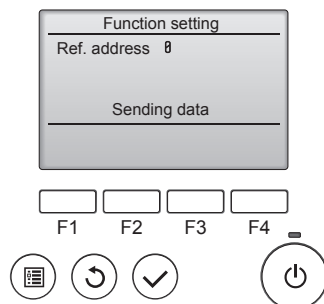 Function setting
Ref. address 0
Sending data
F1 F2 F3 F4